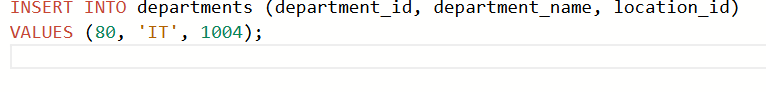 INSERT INTO departments (department_id, department_name, location_id)
VALUES (80, 'IT', 1004);